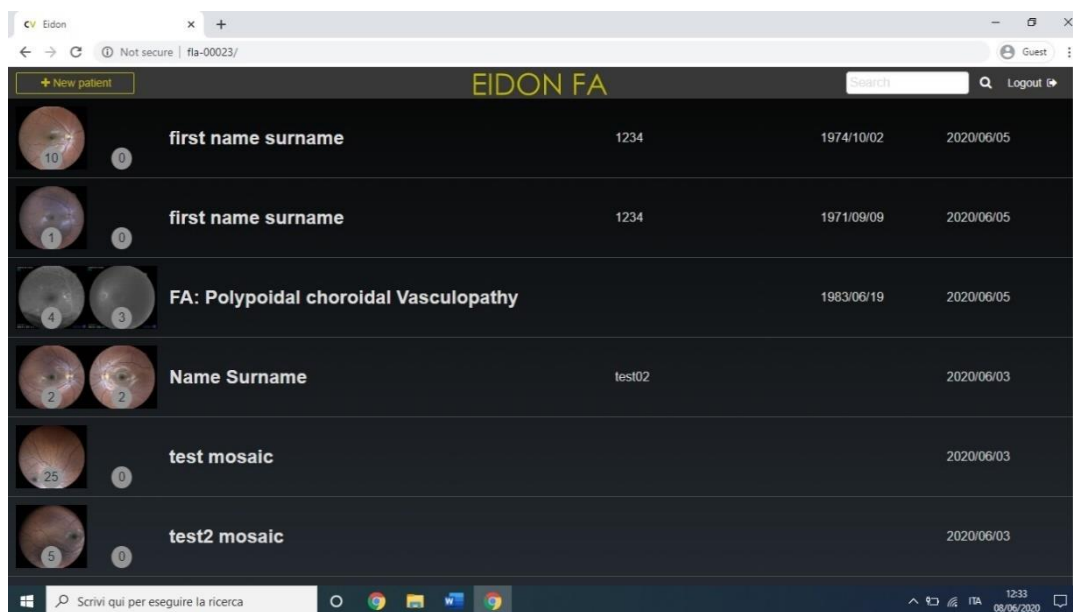 CV Eidon
Not secure | fla-00023/
Guest
+ New patient
EIDON FA
Search
Logout
10
0
first name surname
1234
1974/10/02
2020/06/05
1
0
first name surname
1234
1971/09/09
2020/06/05
4
3
FA: Polypoidal choroidal Vasculopathy
1983/06/19
2020/06/05
2
2
Name Surname
test02
2020/06/03
25
0
test mosaic
2020/06/03
5
0
test2 mosaic
2020/06/03
Scrivi qui per eseguire la ricerca
ITA
12:33
08/06/2020